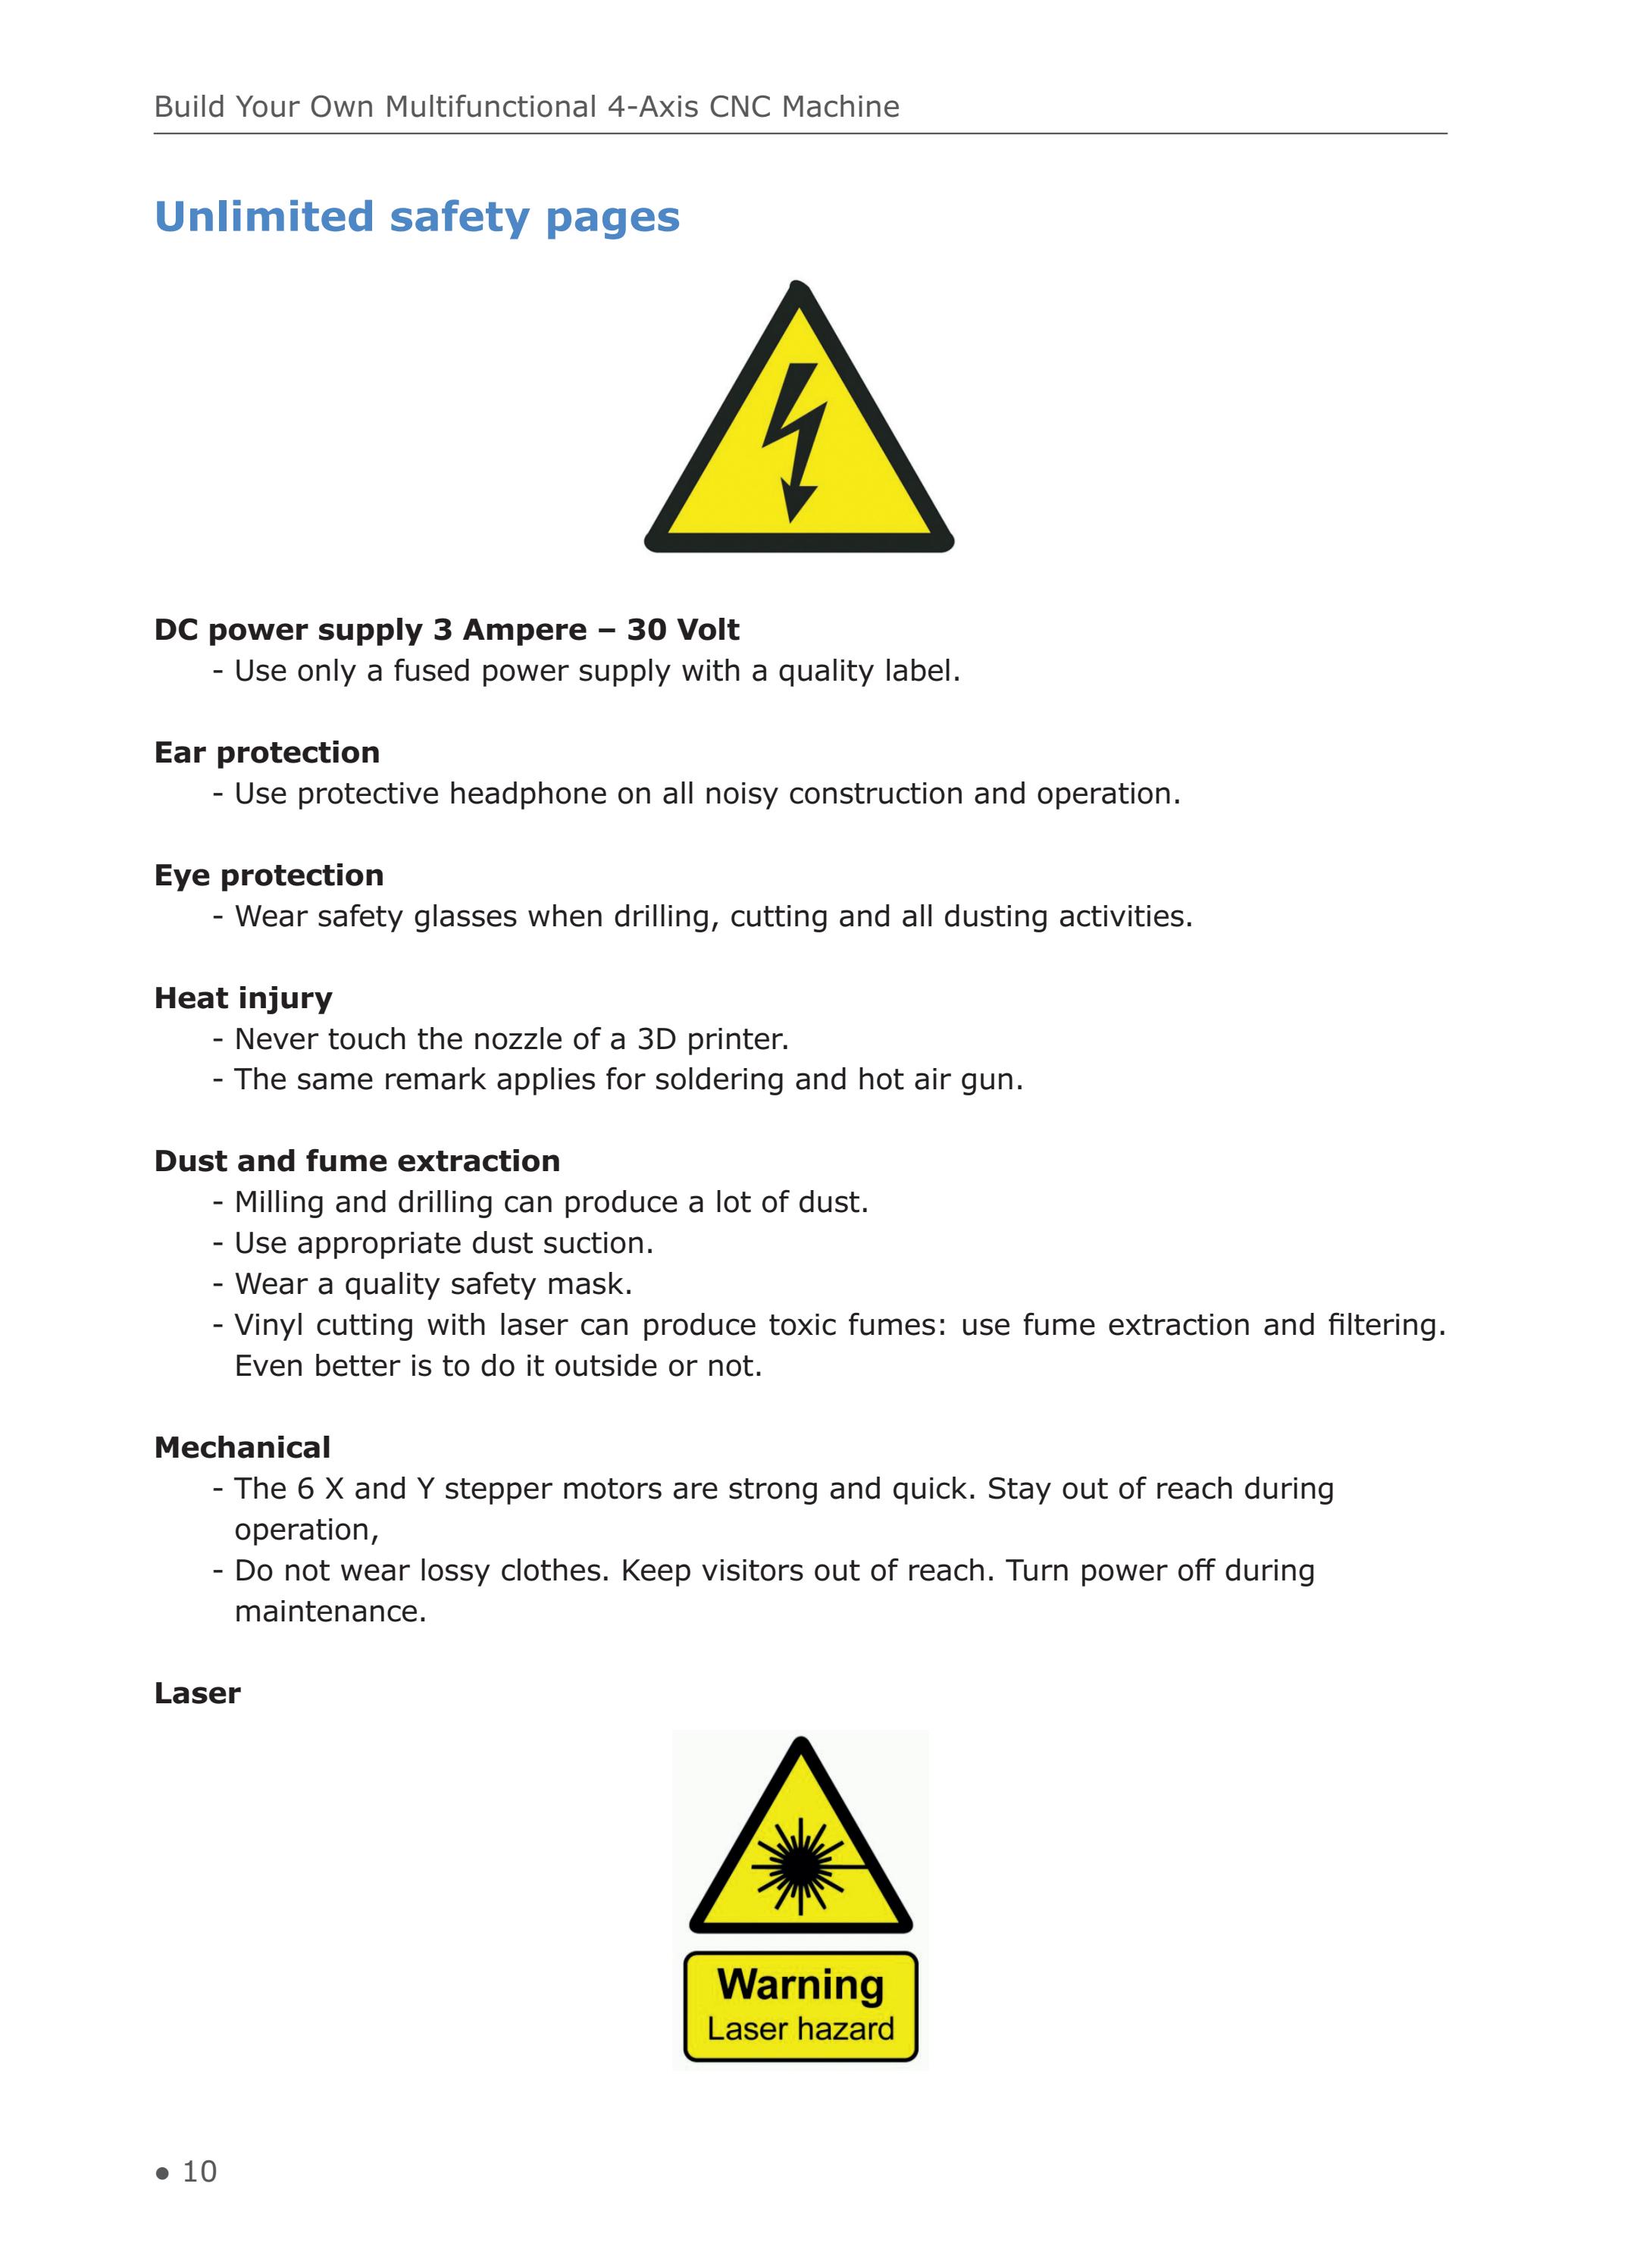 Build Your Own Multifunctional 4-Axis CNC Machine
Unlimited safety pages
DC power supply 3 Ampere – 30 Volt
- Use only a fused power supply with a quality label.
Ear protection
- Use protective headphone on all noisy construction and operation.
Eye protection
- Wear safety glasses when drilling, cutting and all dusting activities.
Heat injury
- Never touch the nozzle of a 3D printer.
- The same remark applies for soldering and hot air gun.
Dust and fume extraction
- Milling and drilling can produce a lot of dust.
- Use appropriate dust suction.
- Wear a quality safety mask.
- Vinyl cutting with laser can produce toxic fumes: use fume extraction and filtering.
Even better is to do it outside or not.
Mechanical
- The 6 X and Y stepper motors are strong and quick. Stay out of reach during
operation,
- Do not wear lossy clothes. Keep visitors out of reach. Turn power off during
maintenance.
Laser
Warning
Laser hazard
● 10